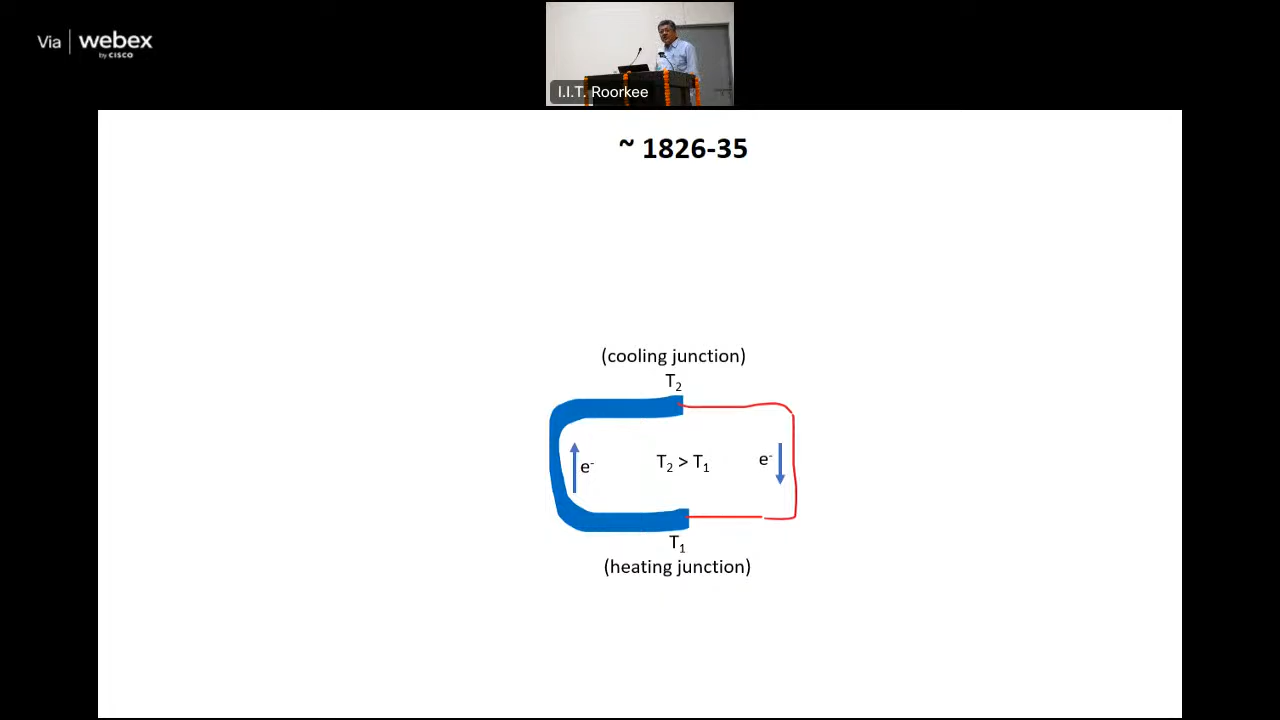 Via webex
by CISCO
I.I.T. Roorkee
~ 1826-35
(cooling junction)
T₂
e⁻ T₂ > T₁ e⁻
T₁
(heating junction)